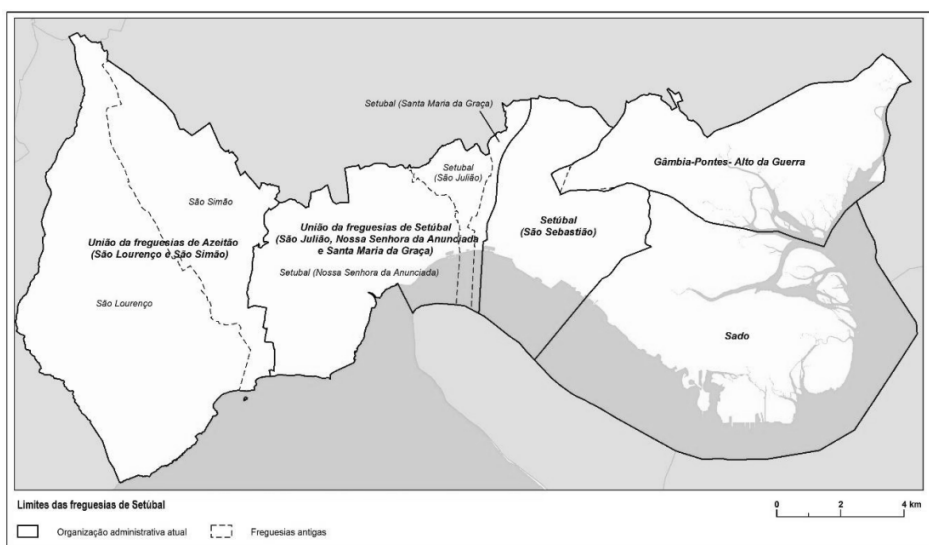 Setubal (Santa Maria da Graça)
Setubal
(São Julião)
Gâmbia-Pontes- Alto da Guerra
São Simão
União da freguesias de Setúbal
(São Julião, Nossa Senhora da Anunciada
e Santa Maria da Graça)
Setúbal
(São Sebastião)
União da freguesias de Azeitão
(São Lourenço e São Simão)
Setubal (Nossa Senhora da Anunciada)
São Lourenço
Sado
Limites das freguesias de Setúbal
Organização administrativa atual
Freguesias antigas
0 2 4 km